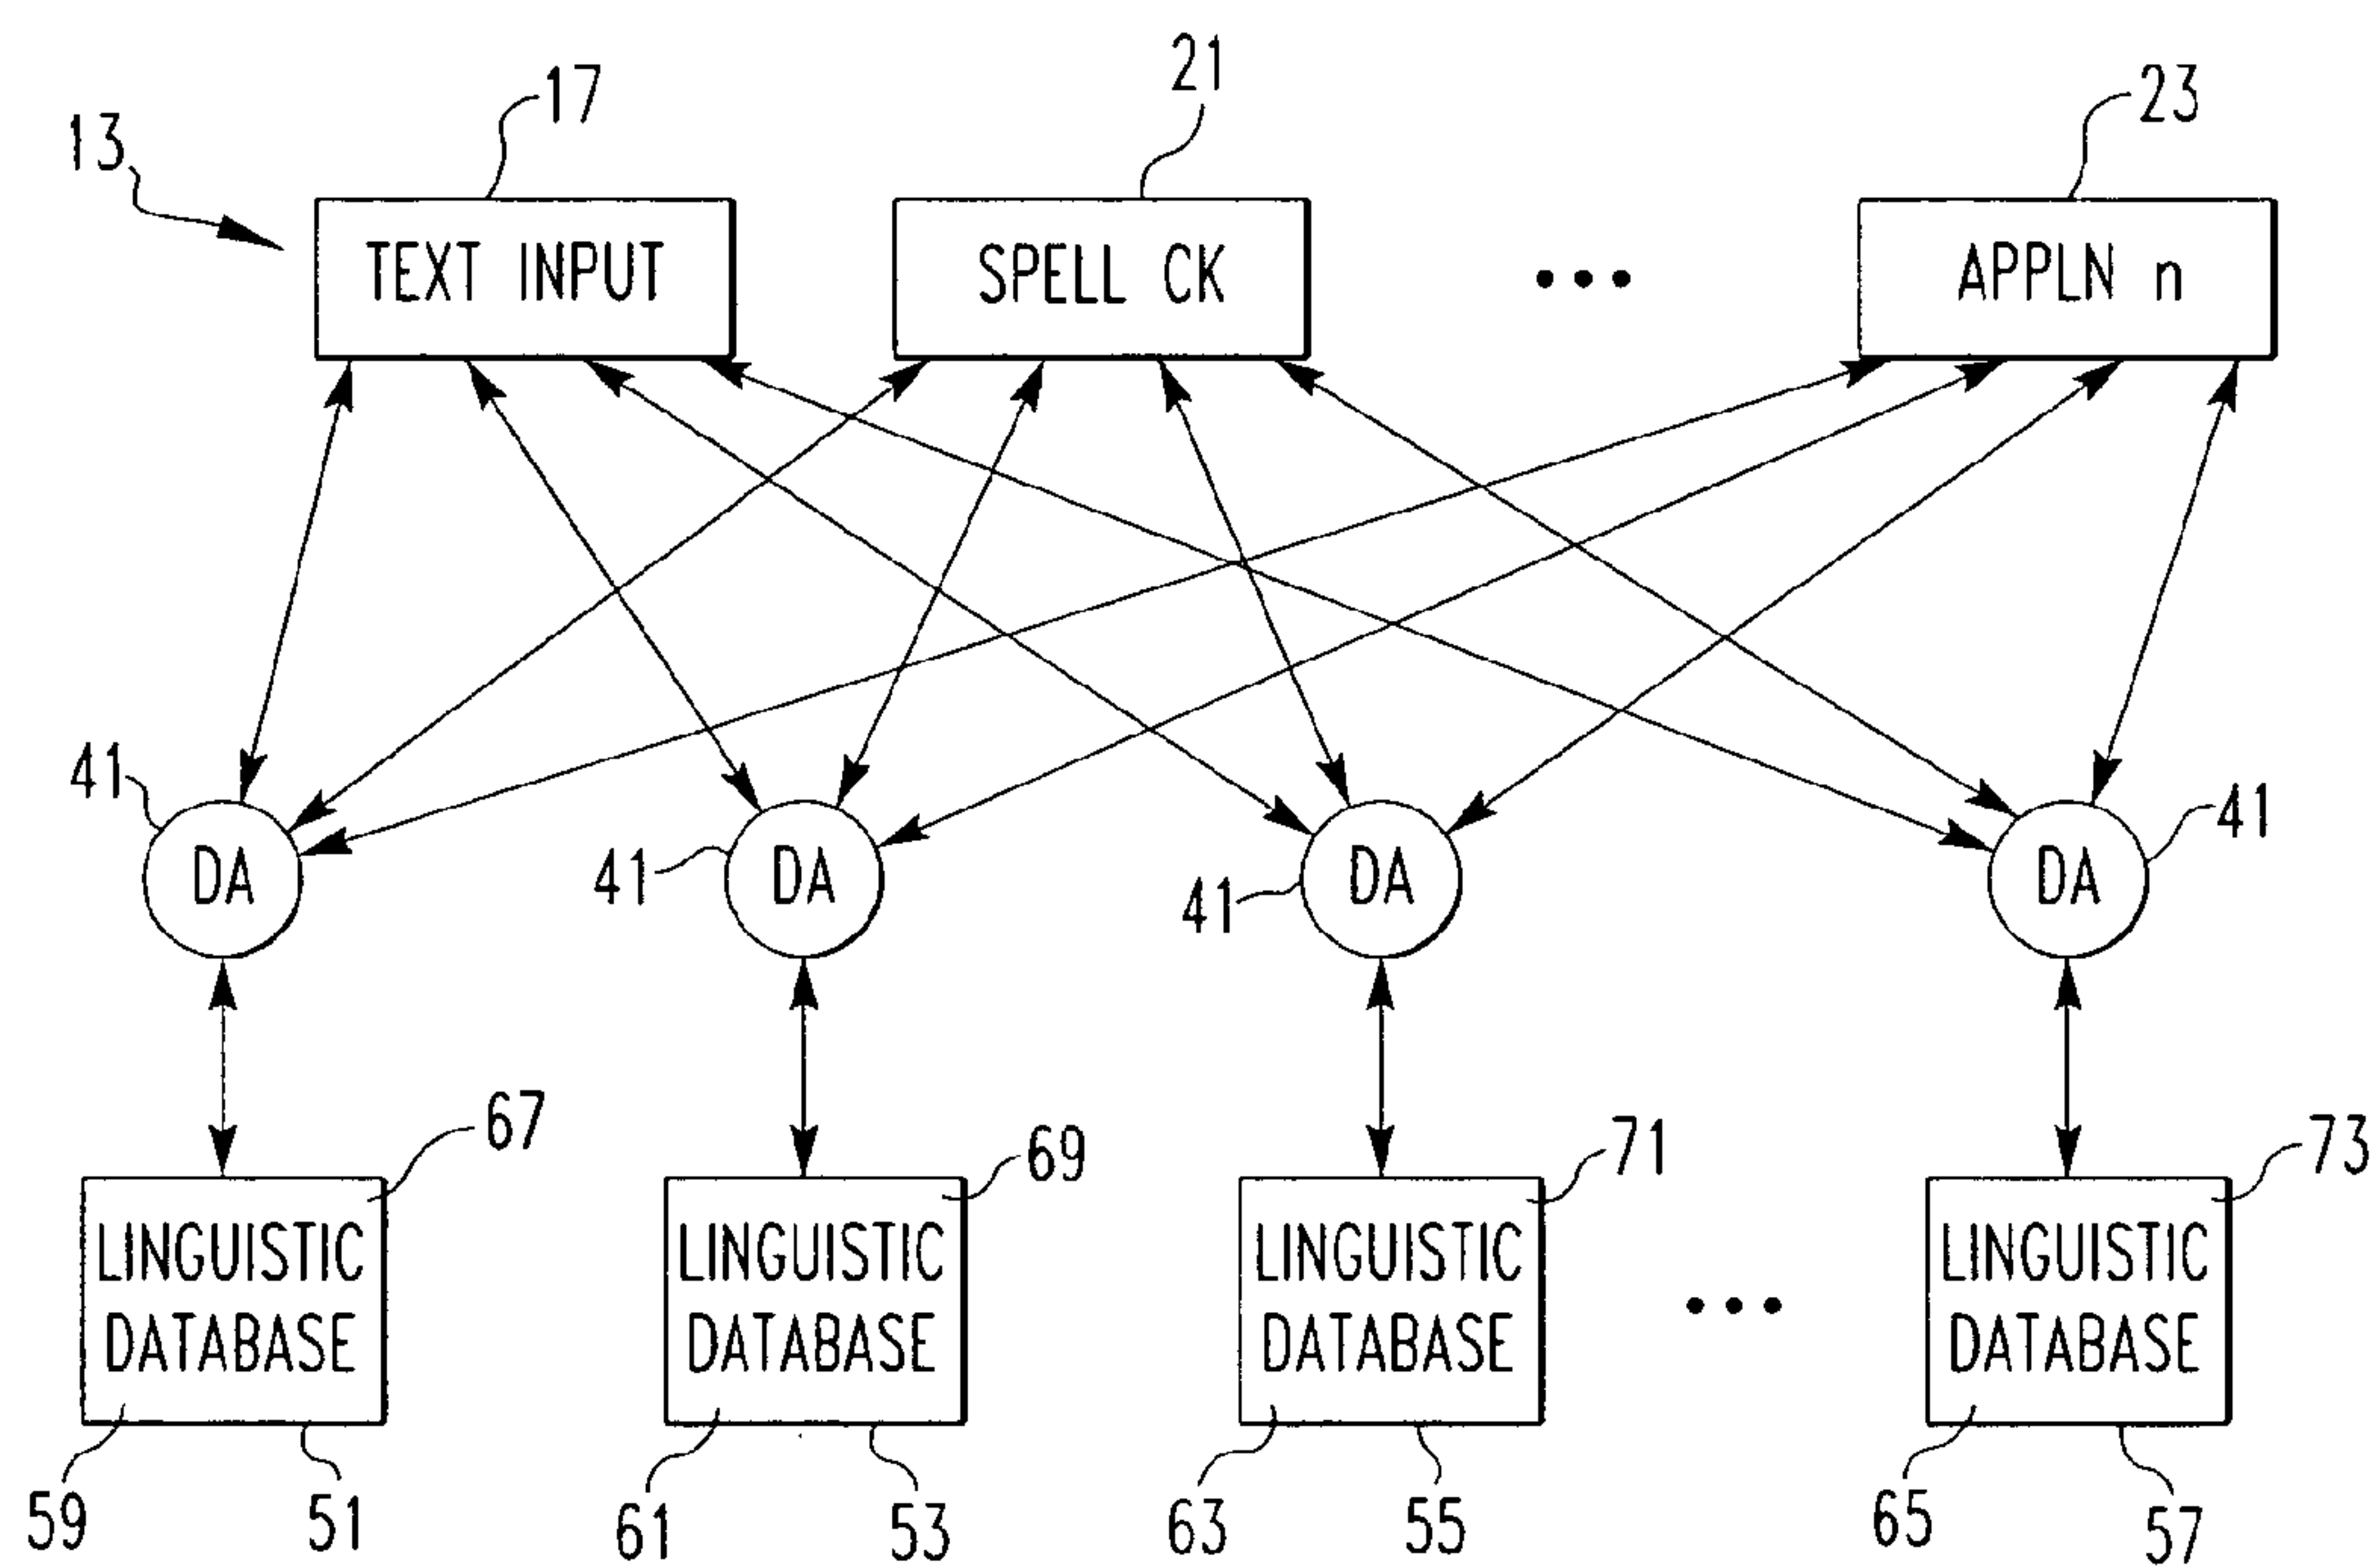 21
17
23
13
TEXT INPUT
SPELL CK
•••
APPLN n
41
41
41
41
DA
DA
DA
DA
67
69
71
73
LINGUISTIC
DATABASE
LINGUISTIC
DATABASE
LINGUISTIC
DATABASE
•••
LINGUISTIC
DATABASE
59
51
61
53
63
55
65
57